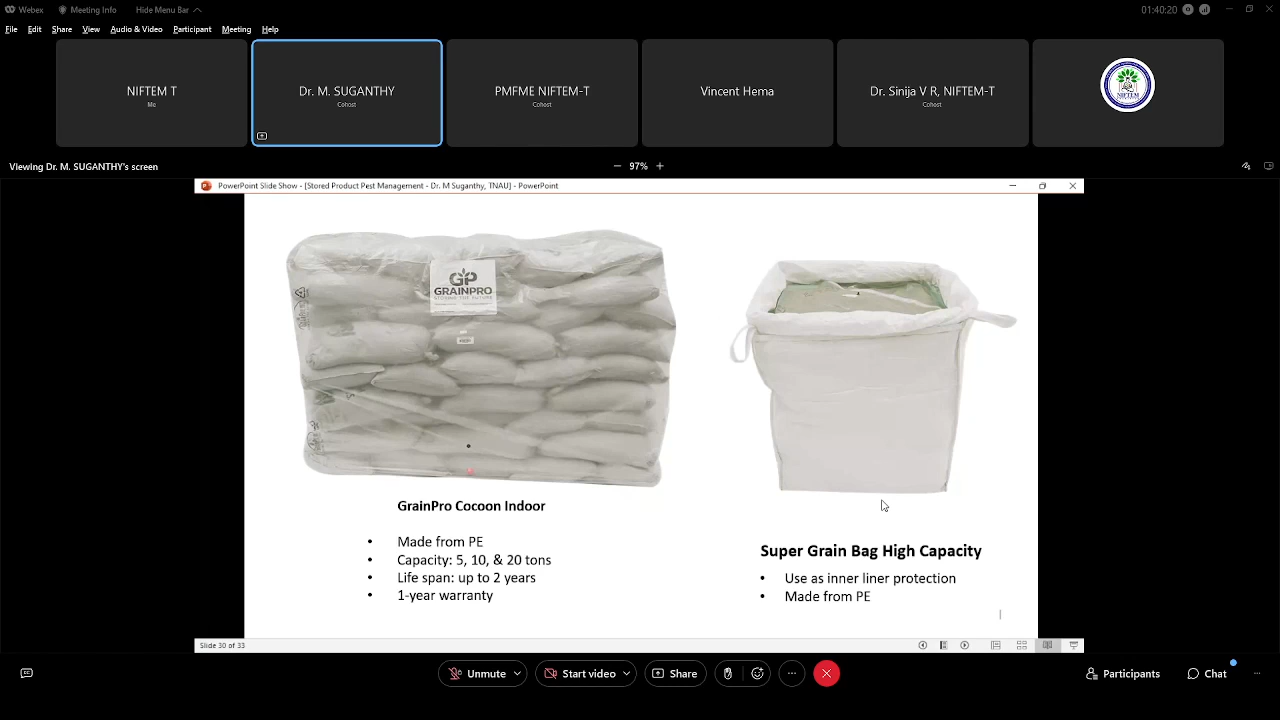 Webex
Meeting Info
Hide Menu Bar
01:40:20
File Edit Share View Audio & Video Participant Meeting Help
NIFTEM T
Me
Dr. M. SUGANTHY
Cohost
PMFME NIFTEM-T
Cohost
Vincent Hema
Dr. Sinija V R, NIFTEM-T
Cohost
NIFTEM
Viewing Dr. M. SUGANTHY's screen
97%
PowerPoint Slide Show - [Stored Product Pest Management - Dr. M Suganthy, TNAU] - PowerPoint
GP
GRAINPRO
GrainPro Cocoon Indoor
• Made from PE
• Capacity: 5, 10, & 20 tons
• Life span: up to 2 years
• 1-year warranty
Super Grain Bag High Capacity
• Use as inner liner protection
• Made from PE
Slide 30 of 33
Unmute
Start video
Share
Participants
Chat